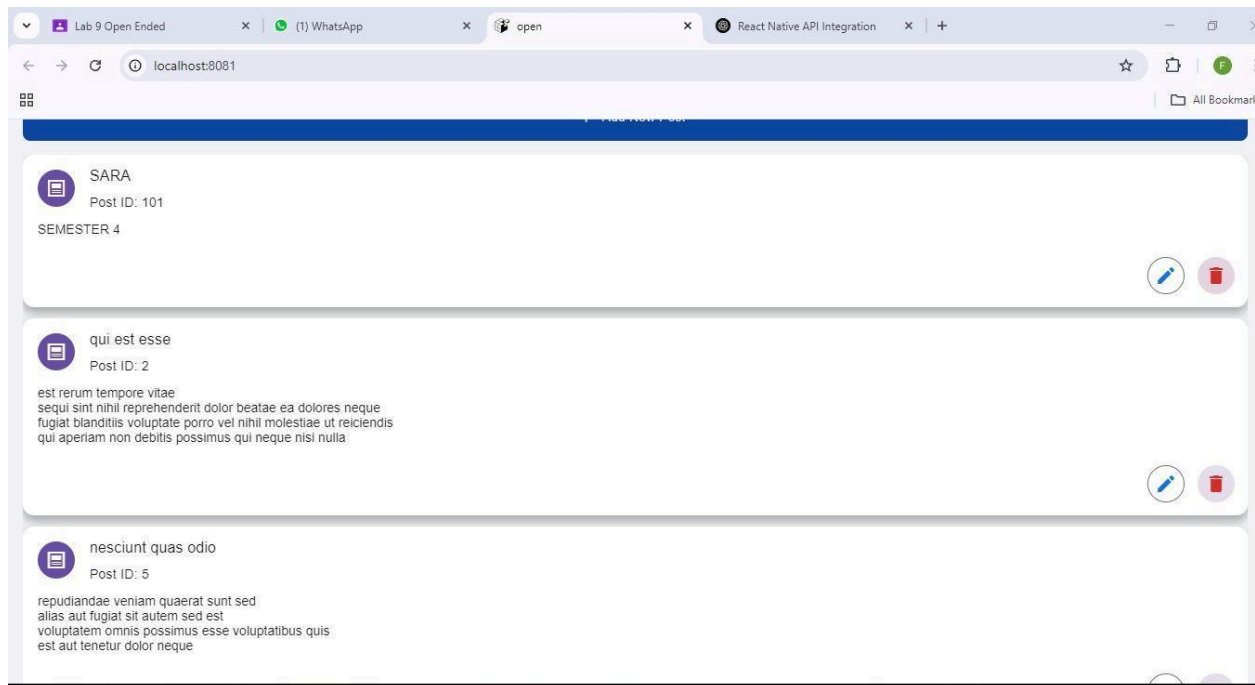 Lab 9 Open Ended
(1) WhatsApp
open
React Native API Integration
localhost:8081
F
All Bookmar
+ Add New Post
SARA
Post ID: 101
SEMESTER 4
qui est esse
Post ID: 2
est rerum tempore vitae
sequi sint nihil reprehenderit dolor beatae ea dolores neque
fugiat blanditiis voluptate porro vel nihil molestiae ut reiciendis
qui aperiam non debitis possimus qui neque nisi nulla
nesciunt quas odio
Post ID: 5
repudiandae veniam quaerat sunt sed
alias aut fugiat sit autem sed est
voluptatem omnis possimus esse voluptatibus quis
est aut tenetur dolor neque